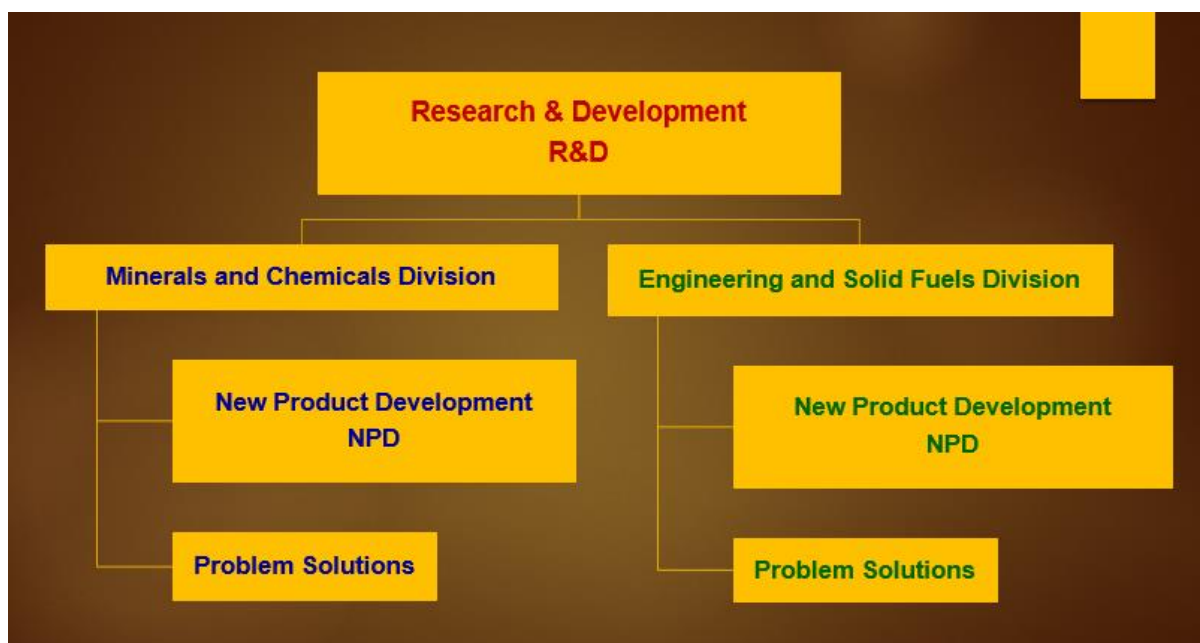 Research & Development
R&D
Minerals and Chemicals Division
New Product Development
NPD
Problem Solutions
Engineering and Solid Fuels Division
New Product Development
NPD
Problem Solutions